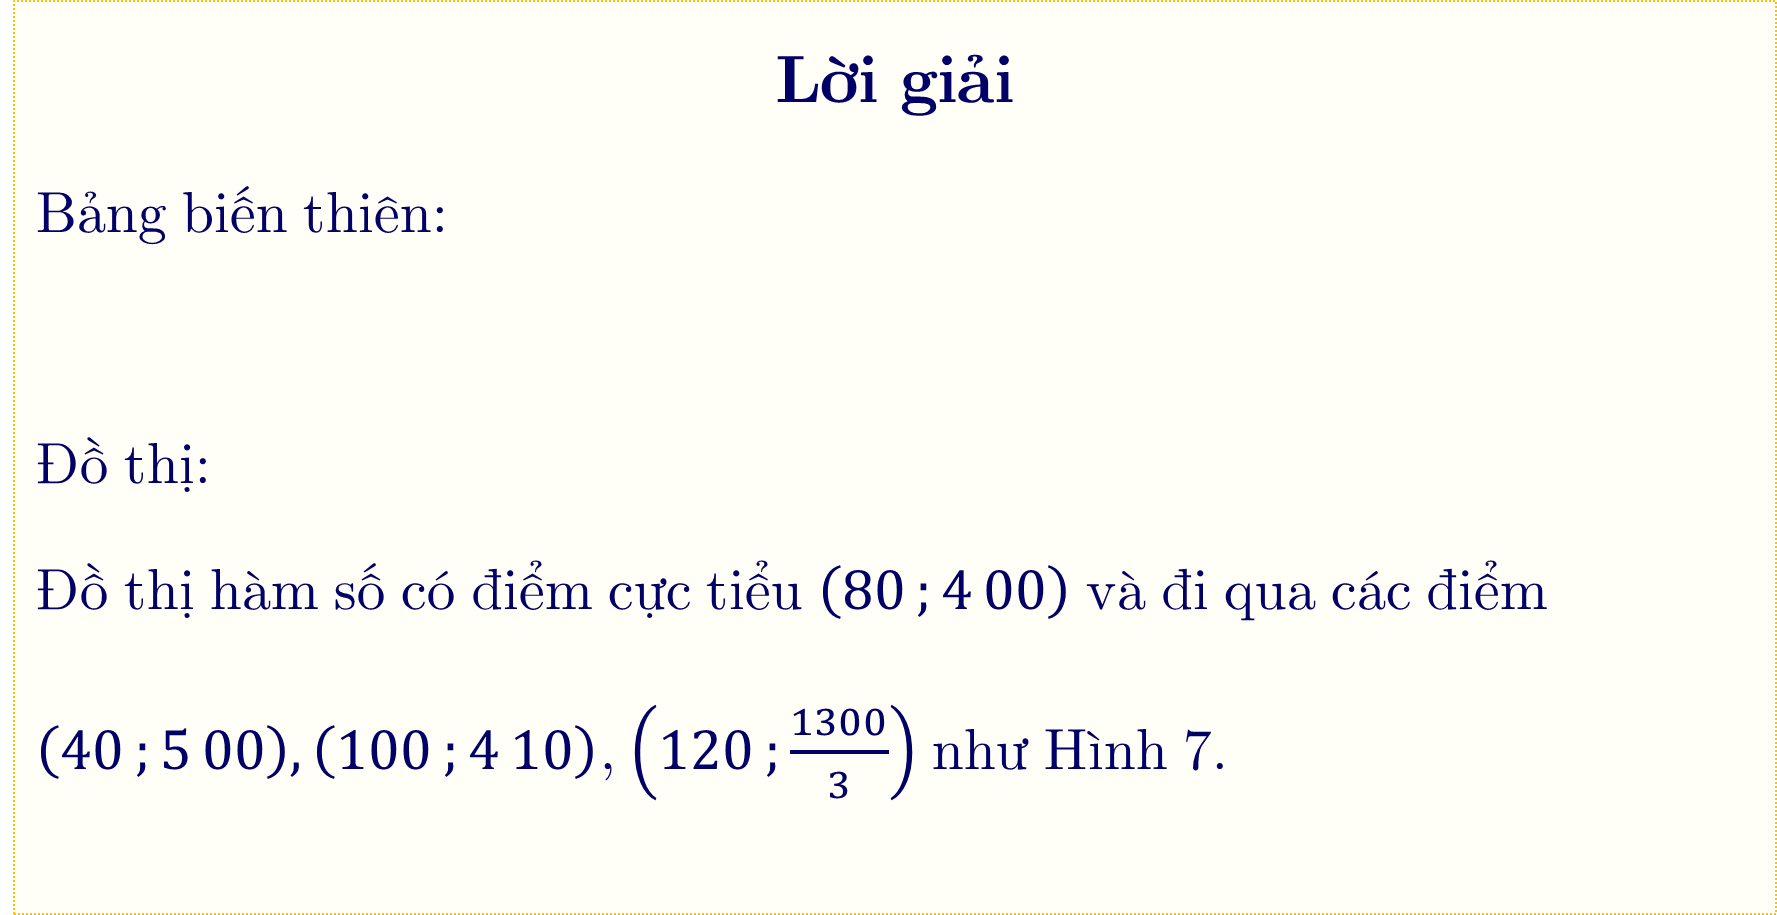 Lời giải
Bảng biến thiên:
Đồ thị:
Đồ thị hàm số có điểm cực tiểu (80 ; 4 00) và đi qua các điểm
(40 ; 5 00), (100 ; 4 10), (120 ; 1300/3) như Hình 7.